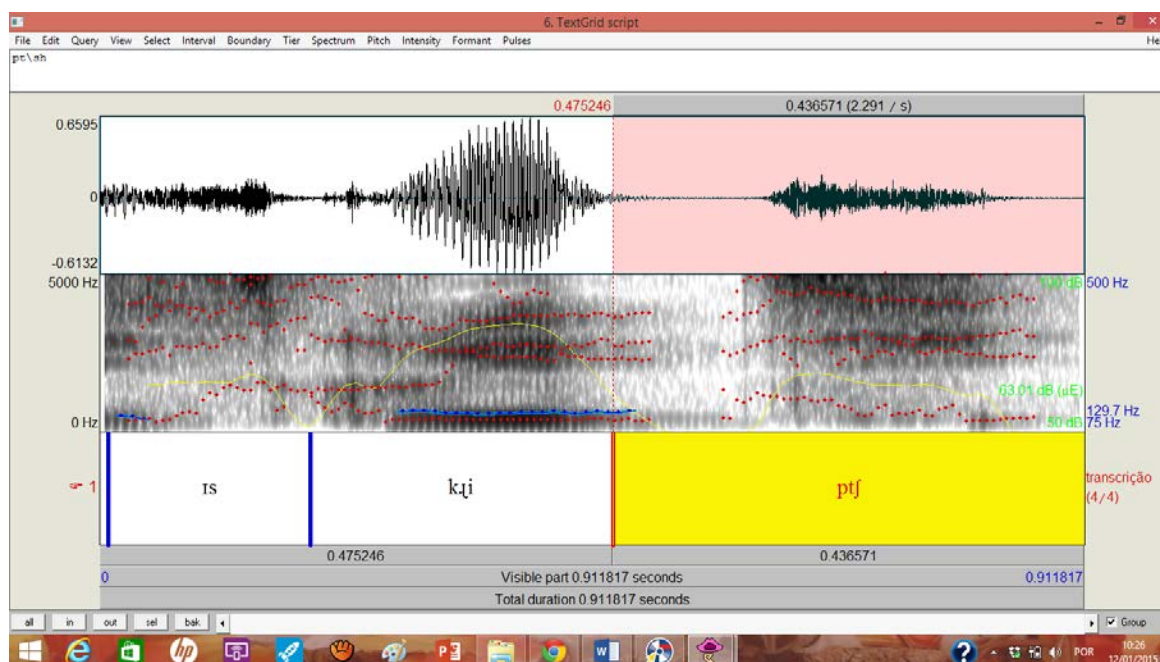 6. TextGrid script
File Edit Query View Select Interval Boundary Tier Spectrum Pitch Intensity Formant Pulses He
pt\sh
0.475246 0.436571 (2.291 / s)
0.6595
0
-0.6132
5000 Hz 100 dB 500 Hz
63.01 dB (µE)
129.7 Hz
0 Hz 50 dB 75 Hz
1 ɪs kɻi ptʃ transcrição
(4/4)
0.475246 0.436571
0 Visible part 0.911817 seconds 0.911817
Total duration 0.911817 seconds
all in out sel bak Group
POR 10:26
12/01/2015